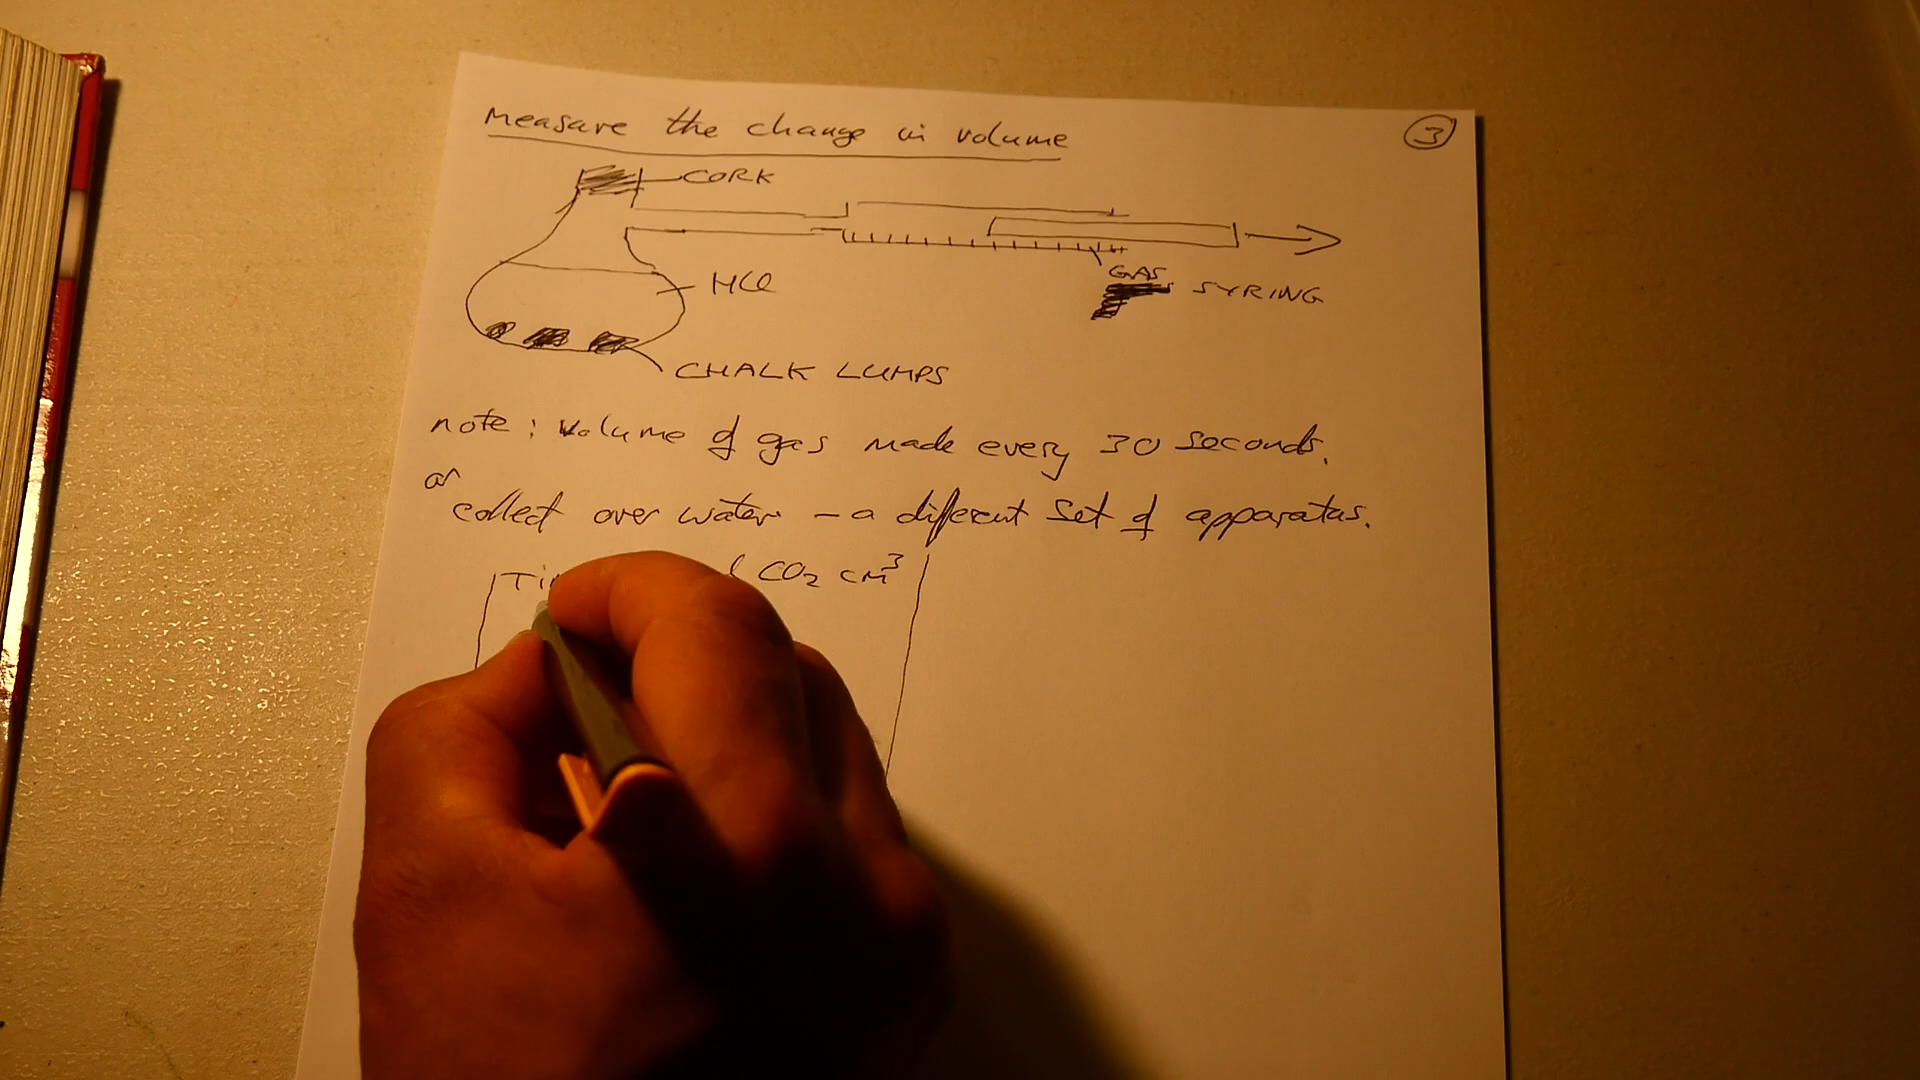 measure the change in volume
3
CORK
HCl
GAS
SYRING
CHALK LUMPS
note: volume of gas made every 30 seconds.
or
collect over water - a different set of apparatus.
CO₂ cm³